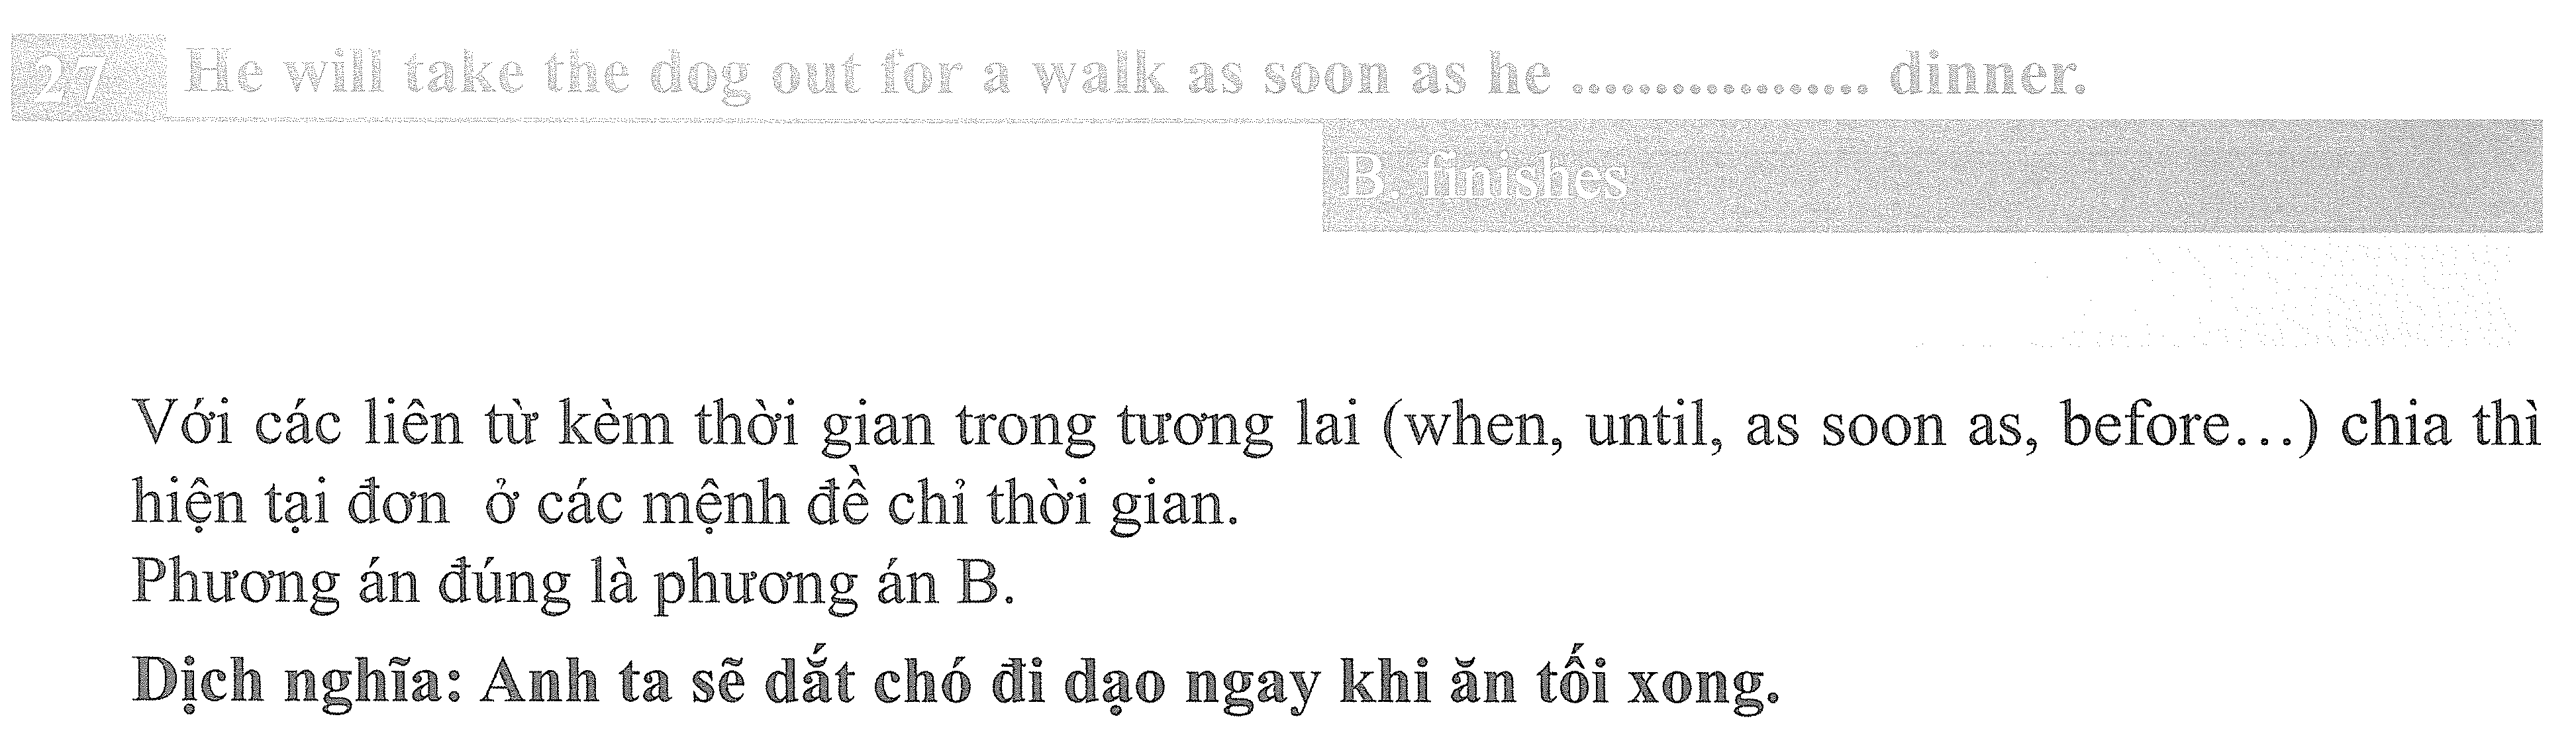 27 He will take the dog out for a walk as soon as he ................. dinner.
B. finishes
Với các liên từ kèm thời gian trong tương lai (when, until, as soon as, before…) chia thì
hiện tại đơn ở các mệnh đề chỉ thời gian.
Phương án đúng là phương án B.
Dịch nghĩa: Anh ta sẽ dắt chó đi dạo ngay khi ăn tối xong.